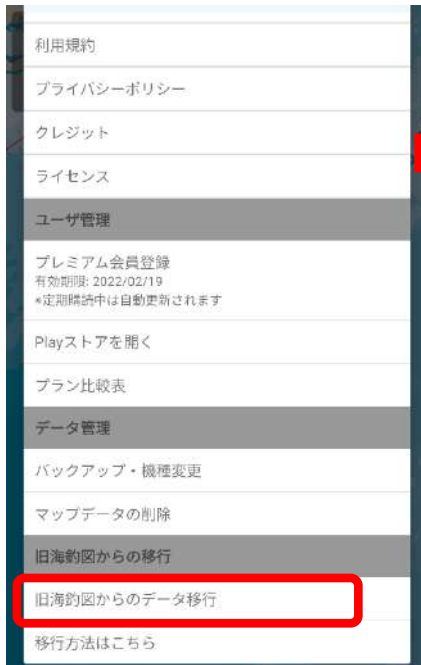 利用規約
プライバシーポリシー
クレジット
ライセンス
ユーザ管理
プレミアム会員登録
有効期限: 2022/02/19
*定期購読中は自動更新されます
Playストアを開く
プラン比較表
データ管理
バックアップ・機種変更
マップデータの削除
旧海釣図からの移行
旧海釣図からのデータ移行
移行方法はこちら